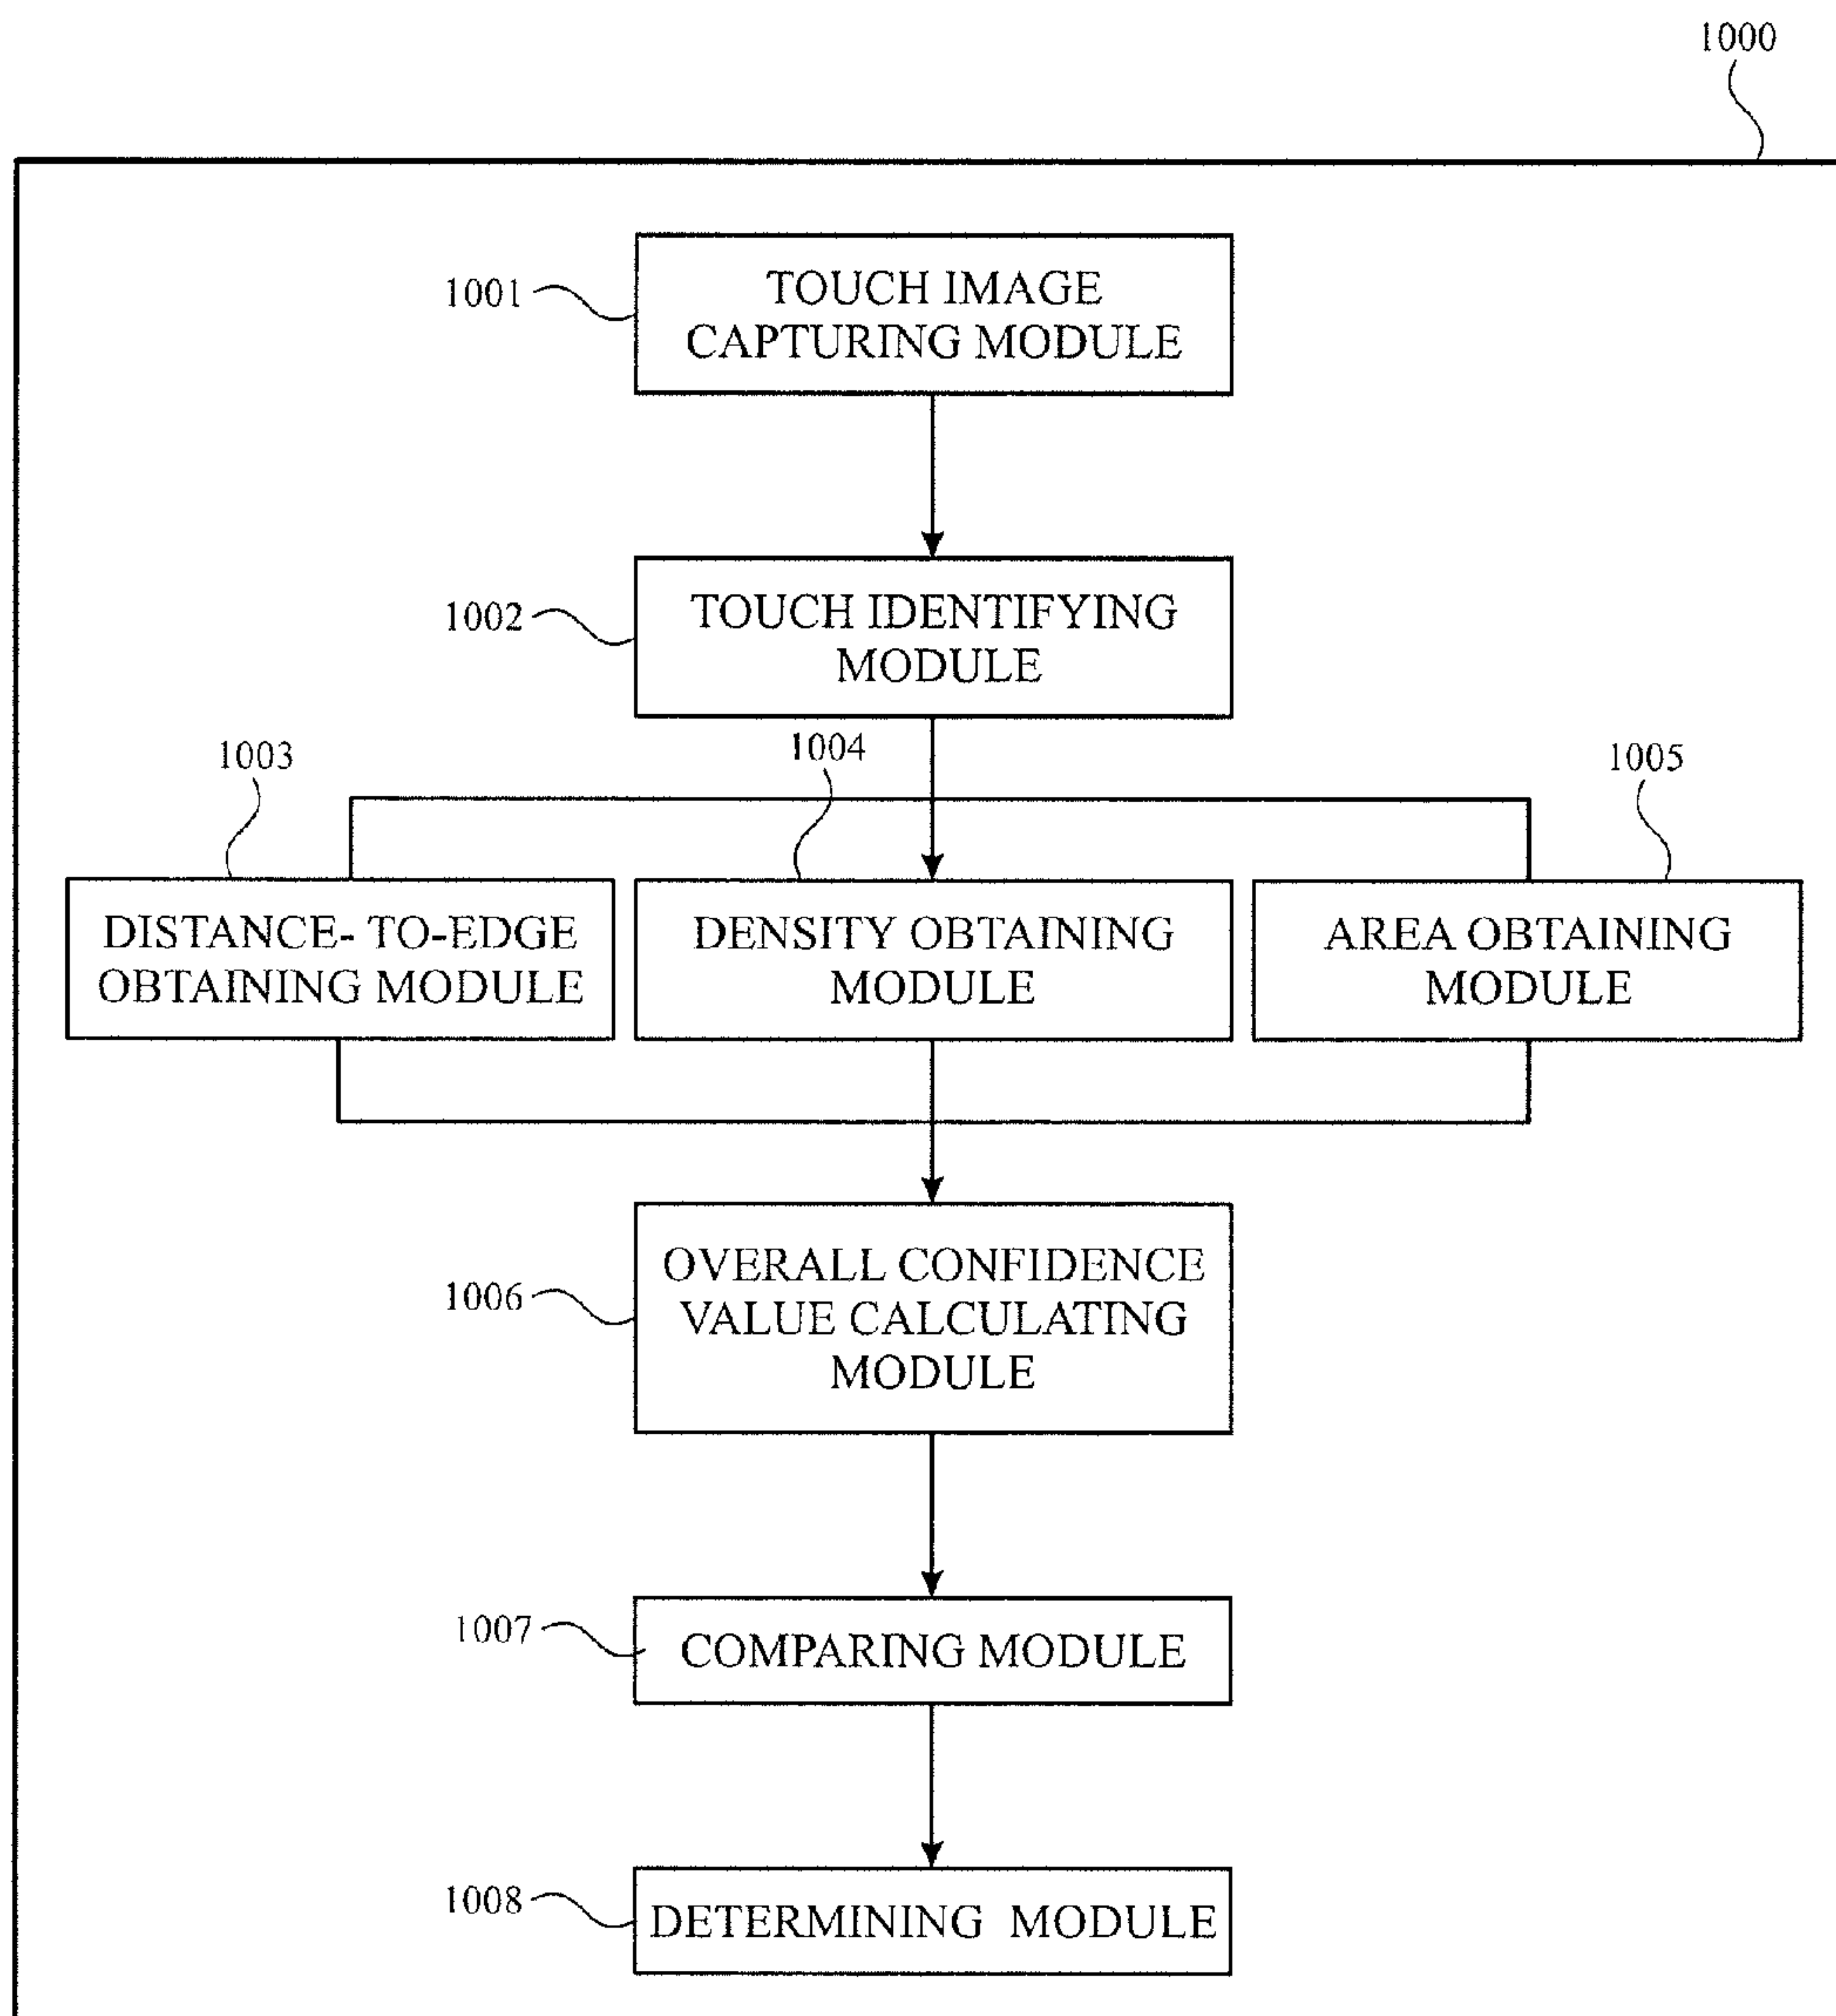 1000
1001
TOUCH IMAGE
CAPTURING MODULE
1002
TOUCH IDENTIFYING
MODULE
1003
1004
1005
DISTANCE- TO-EDGE
OBTAINING MODULE
DENSITY OBTAINING
MODULE
AREA OBTAINING
MODULE
1006
OVERALL CONFIDENCE
VALUE CALCULATING
MODULE
1007
COMPARING MODULE
1008
DETERMINING MODULE